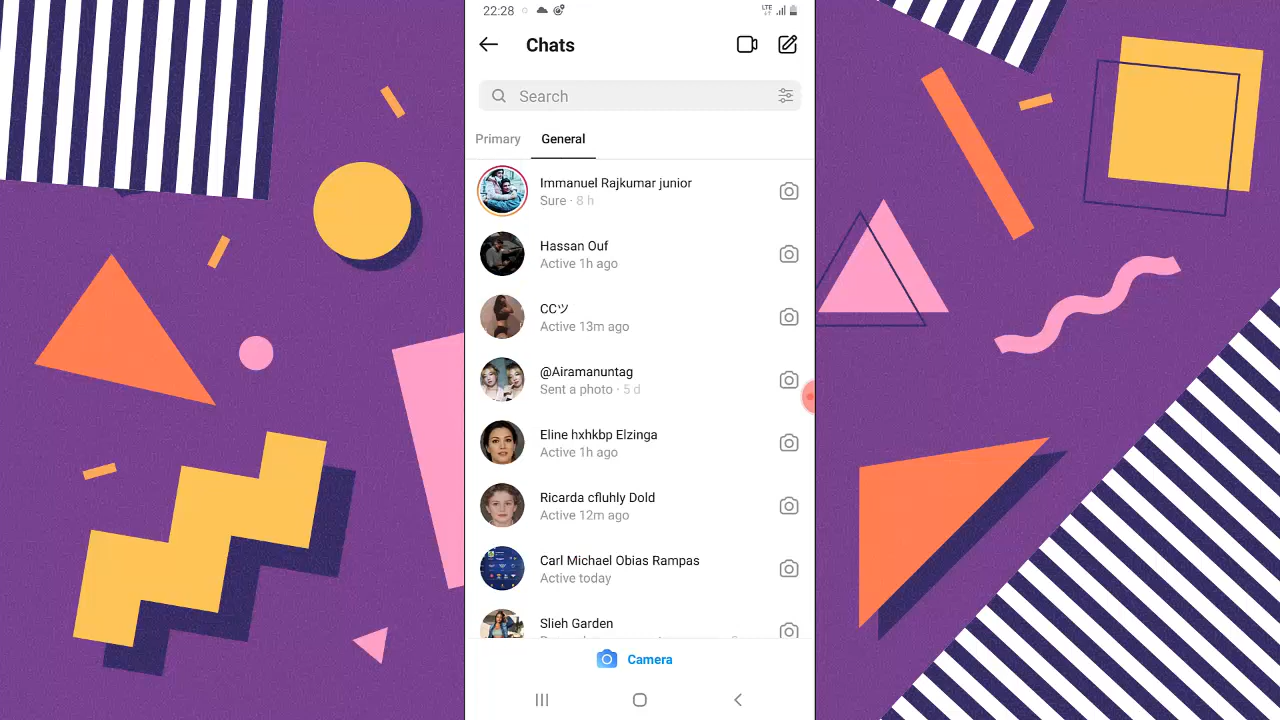 22:28
LTE
Chats
Search
Primary
General
Immanuel Rajkumar junior
Sure · 8 h
Hassan Ouf
Active 1h ago
CCツ
Active 13m ago
@Airamanuntag
Sent a photo · 5 d
Eline hxhkbp Elzinga
Active 1h ago
Ricarda cfluhly Dold
Active 12m ago
Carl Michael Obias Rampas
Active today
Slieh Garden
Camera